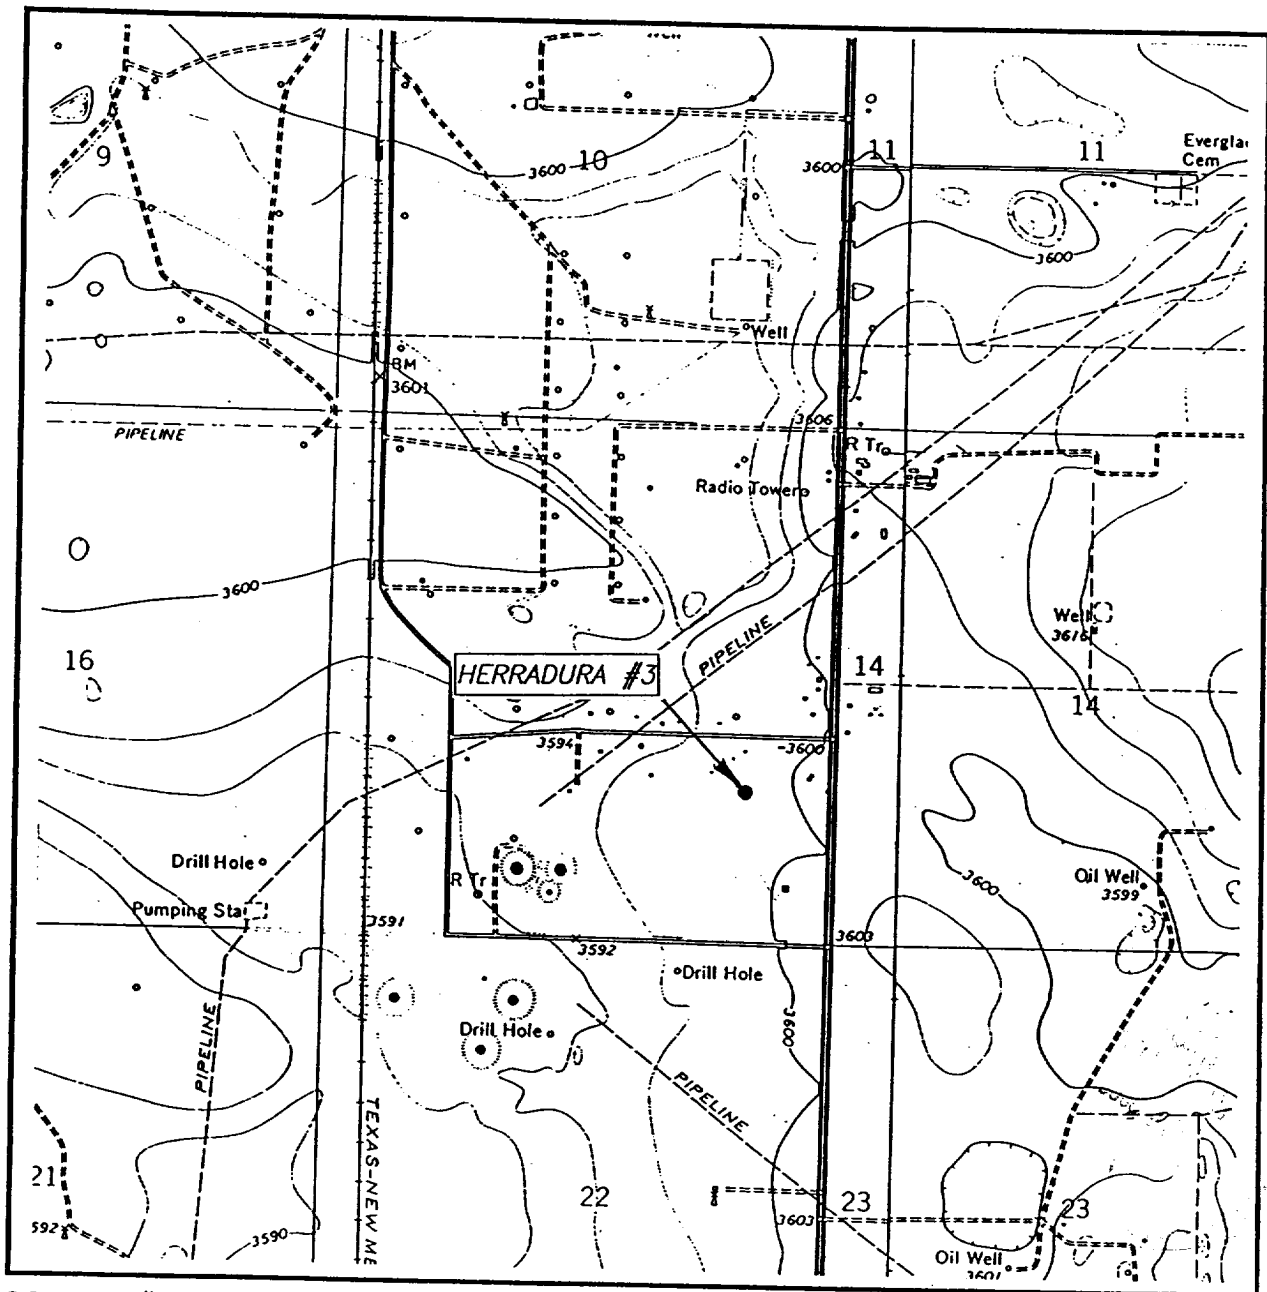 9
3600
10
3600
11
11
3600
Well
BM
3601
PIPELINE
3606
R Tr
Radio Tower
3600
Well
3616
16
HERRADURA #3
PIPELINE
14
14
3594
3600
Drill Hole
R Tr
Pumping Sta
3591
3592
3603
3600
Oil Well
3599
Drill Hole
Drill Hole
PIPELINE
3600
PIPELINE
TEXAS-NEW ME
21
3592
3590
22
23
3603
23
Oil Well
3601